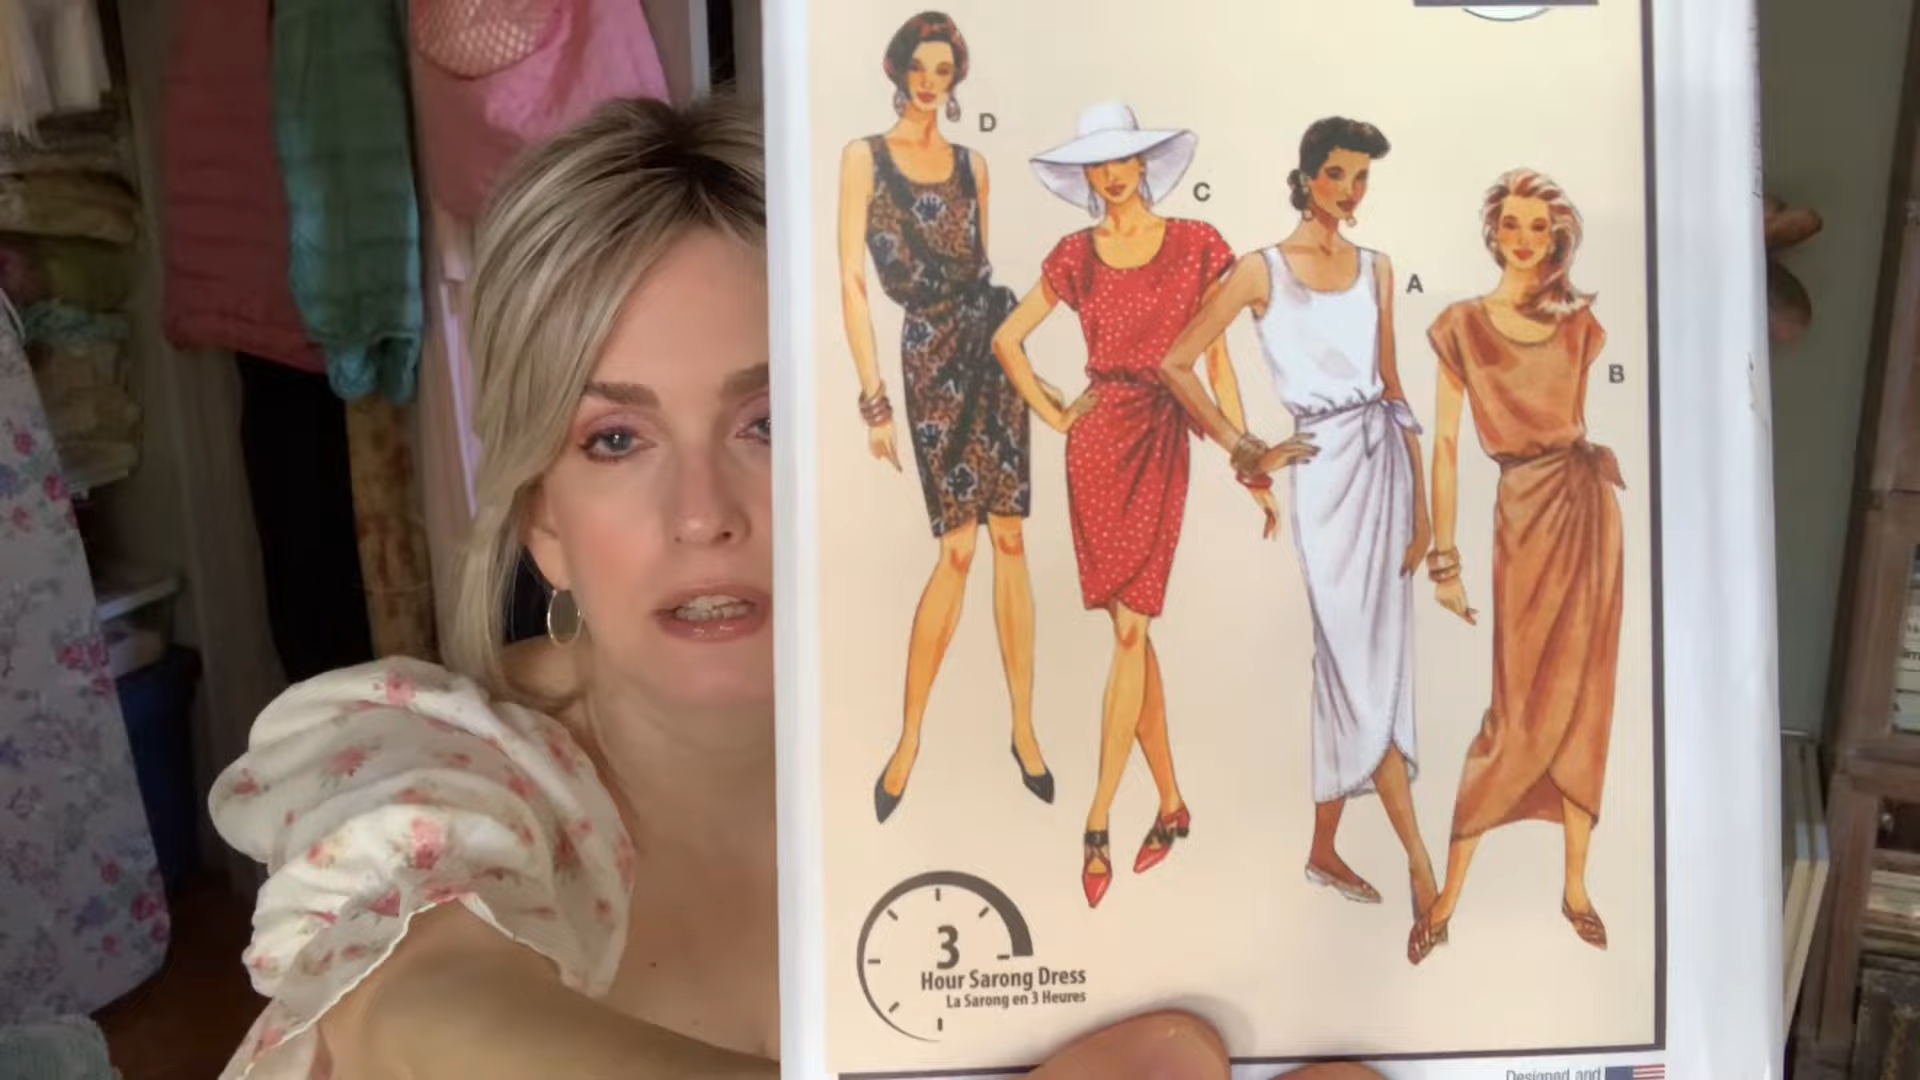 D
C
A
B
3
Hour Sarong Dress
La Sarong en 3 Heures
Designed and